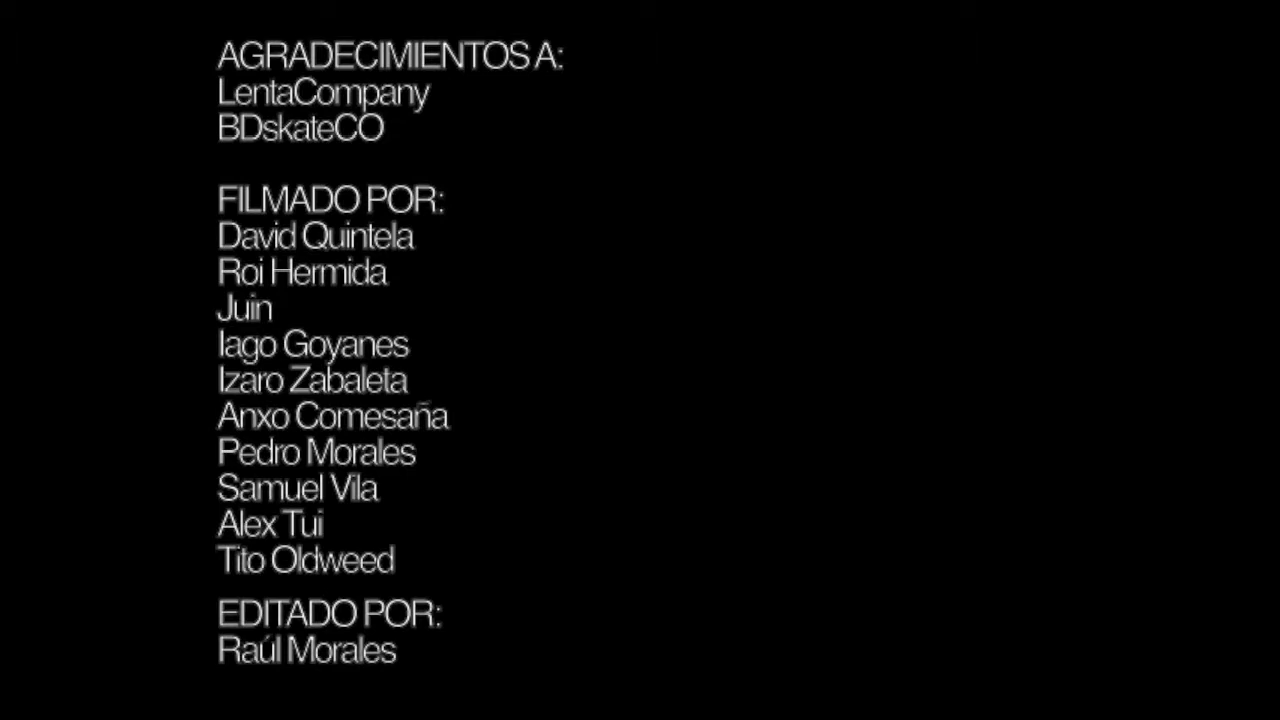 AGRADECIMIENTOS A:
LentaCompany
BDskateCO
FILMADO POR:
David Quintela
Roi Hermida
Juin
Iago Goyanes
Izaro Zabaleta
Anxo Comesaña
Pedro Morales
Samuel Vila
Alex Tui
Tito Oldweed
EDITADO POR:
Raúl Morales